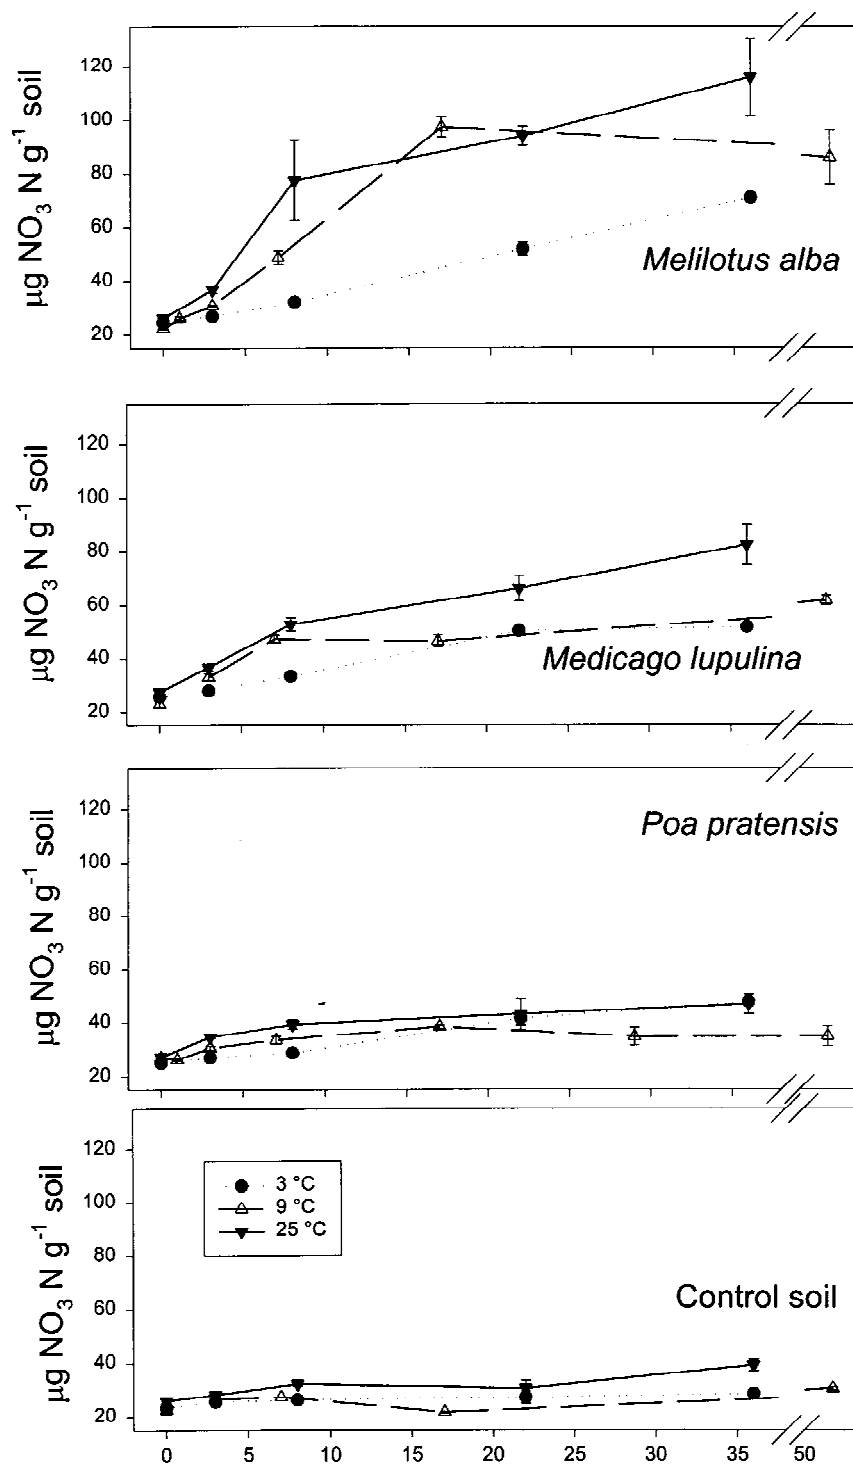 µg NO3 N g-1 soil
120
100
80
60
40
20
Melilotus alba
µg NO3 N g-1 soil
120
100
80
60
40
20
Medicago lupulina
µg NO3 N g-1 soil
120
100
80
60
40
20
Poa pratensis
µg NO3 N g-1 soil
120
100
80
60
40
20
3 °C
9 °C
25 °C
Control soil
0 5 10 15 20 25 30 35 50